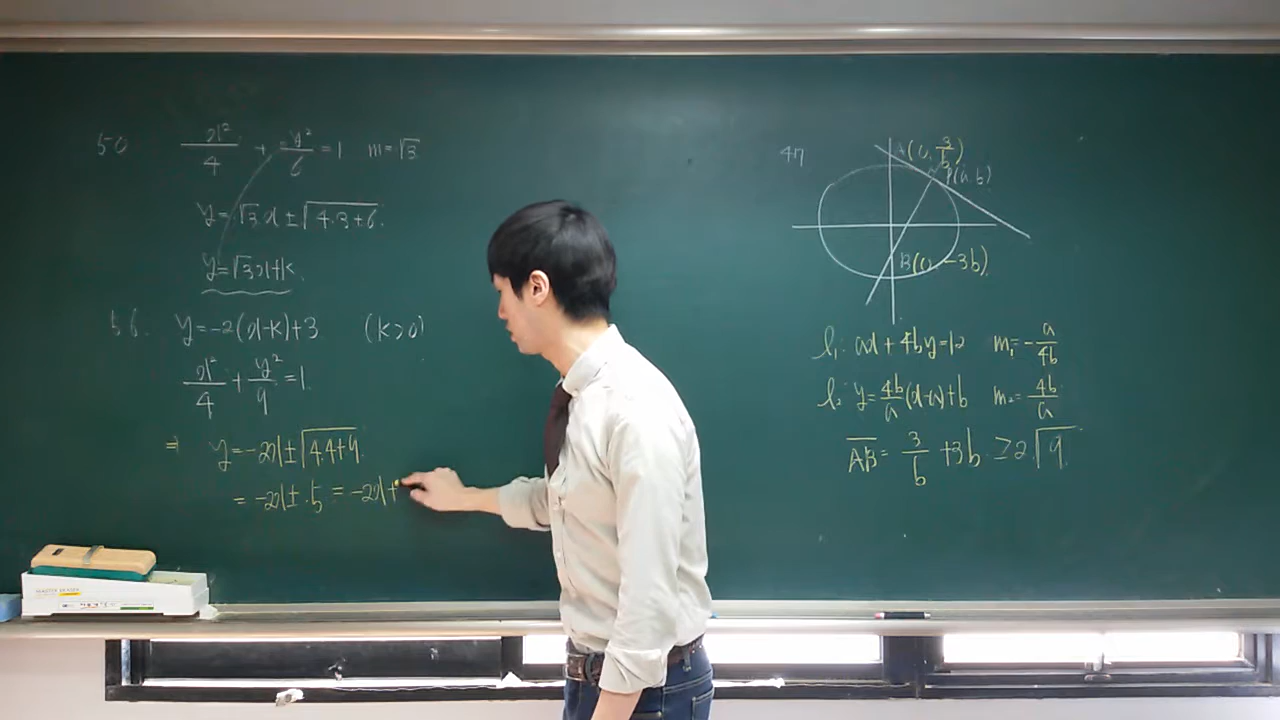 50 x²/4 + y²/6 = 1 m=√3
y=√3x±√4·3+6
y=√3x+k
56. y=-2(x-k)+3 (k>0)
x²/4 + y²/9 = 1
⇒ y=-2x±√4·4+9
= -2x±5 = -2x+
47
A(0, 3/b)
P(a,b)
B(0, -3b)
l₁: ax+4by=12 m₁=-a/4b
l₂: y=4b/a(x-a)+b m₂=4b/a
AB= 3/b +3b ≥2√9